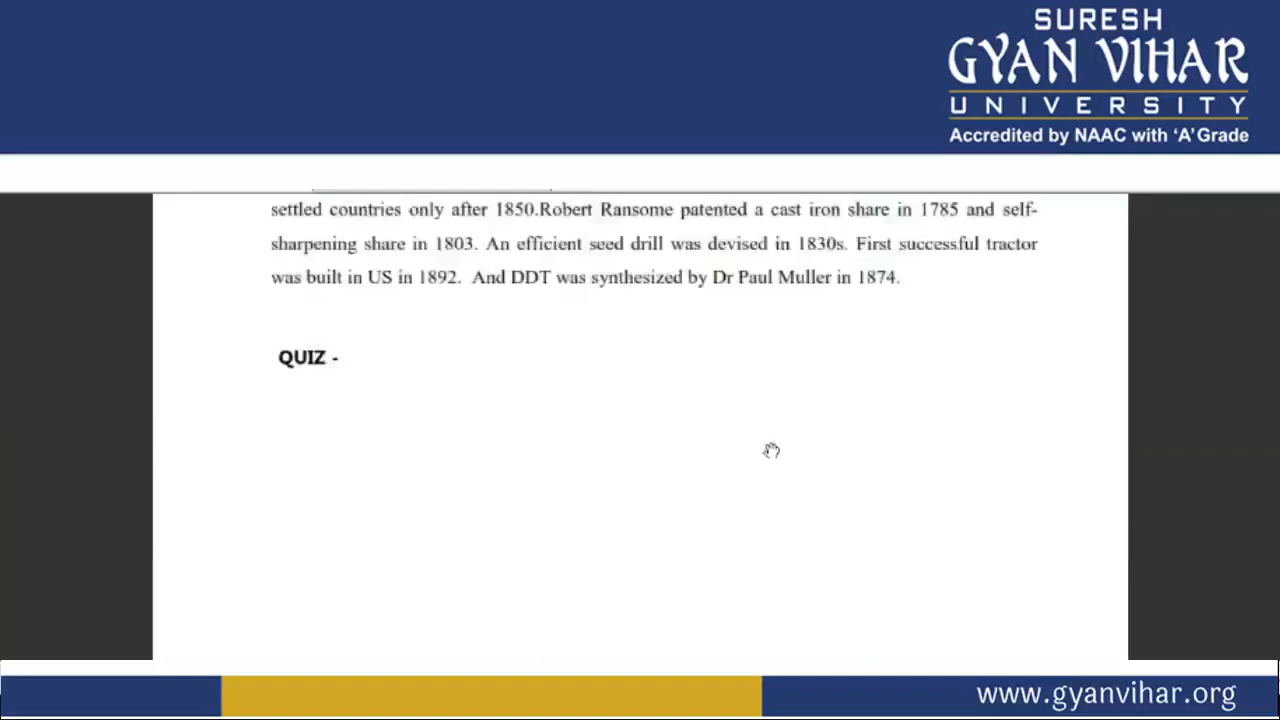 SURESH
GYAN VIHAR
UNIVERSITY
Accredited by NAAC with ‘A’ Grade
settled countries only after 1850.Robert Ransome patented a cast iron share in 1785 and self-
sharpening share in 1803. An efficient seed drill was devised in 1830s. First successful tractor
was built in US in 1892.  And DDT was synthesized by Dr Paul Muller in 1874.
QUIZ -
www.gyanvihar.org